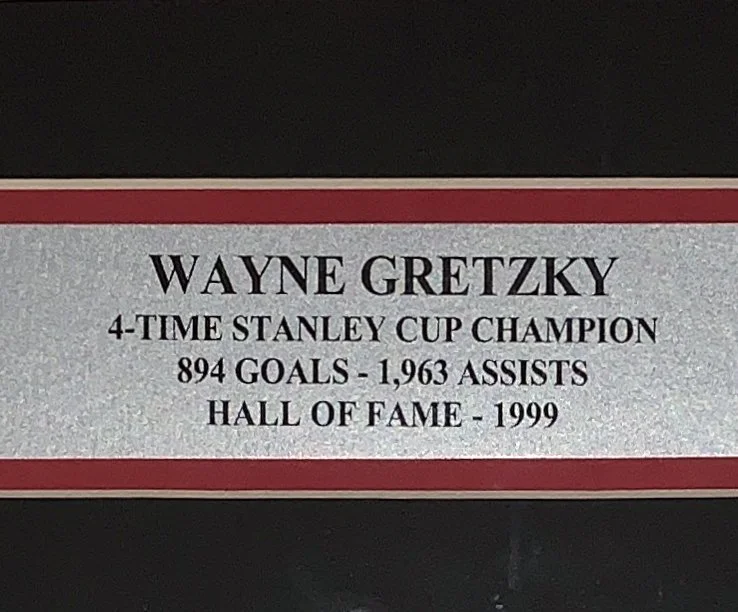 WAYNE GRETZKY
4-TIME STANLEY CUP CHAMPION
894 GOALS - 1,963 ASSISTS
HALL OF FAME - 1999